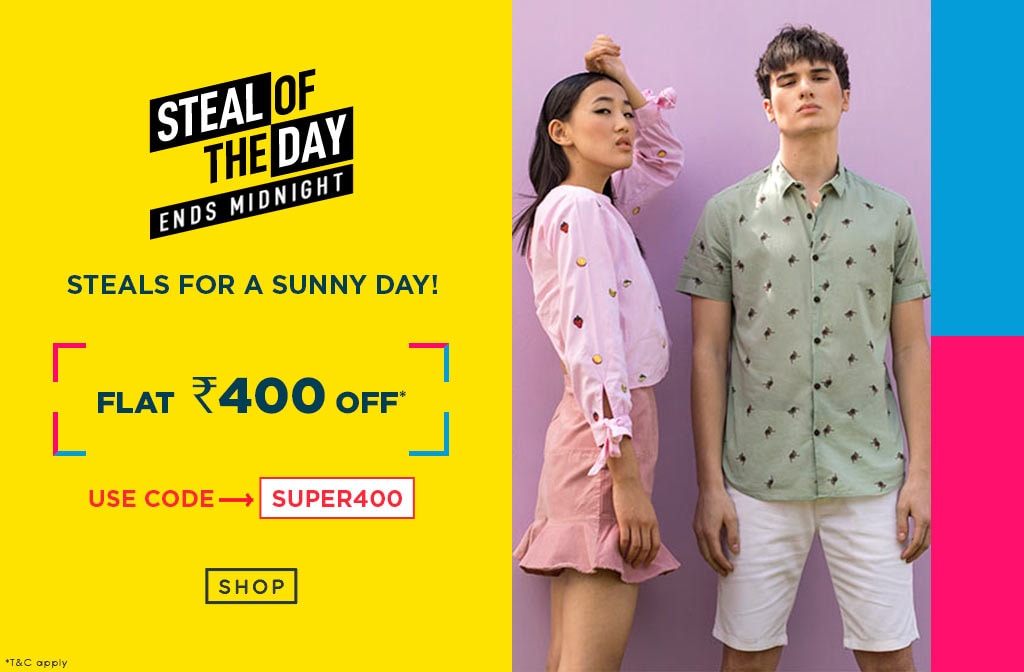 STEAL OF
THE DAY
ENDS MIDNIGHT
STEALS FOR A SUNNY DAY!
FLAT ₹400 OFF*
USE CODE → SUPER400
SHOP
*T&C apply